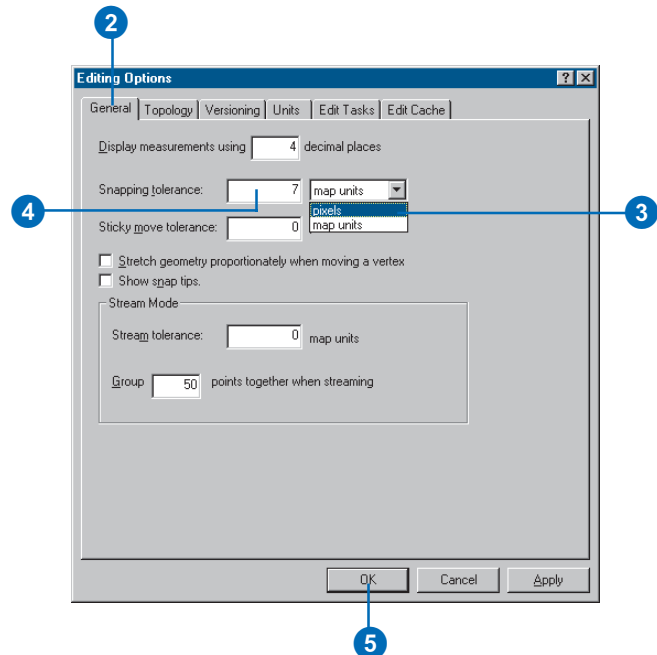 2
Editing Options
General Topology Versioning Units Edit Tasks Edit Cache
Display measurements using 4 decimal places
Snapping tolerance: 7 map units
4
pixels
3
map units
Sticky move tolerance: 0
Stretch geometry proportionately when moving a vertex
Show snap tips.
Stream Mode
Stream tolerance: 0 map units
Group 50 points together when streaming
OK Cancel Apply
5